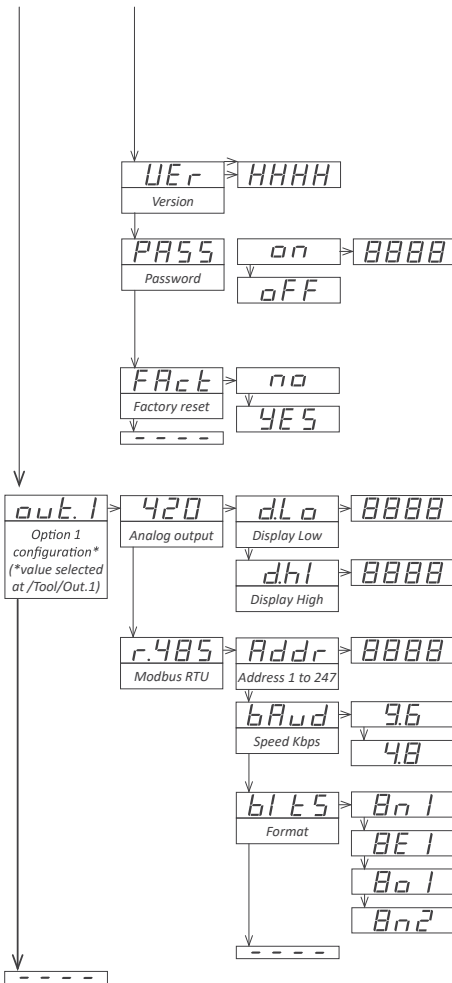 VEr HHHH
Version
PASS on 8888
Password oFF
FAct no
Factory reset YES
- - - -
out.1 420 d.Lo 8888
Option 1 Analog output Display Low
configuration*
(*value selected d.hI 8888
at /Tool/Out.1) Display High
r.485 Addr 8888
Modbus RTU Address 1 to 247
bAud 9.6
Speed Kbps 4.8
bItS 8n1
Format 8E1
8o1
8n2
- - - -
- - - -